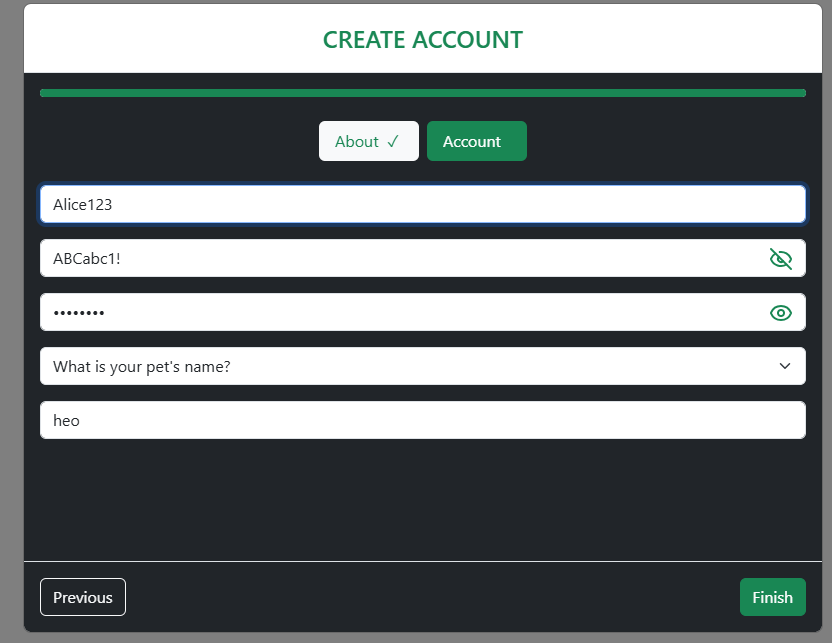 CREATE ACCOUNT
About ✓
Account
Alice123
ABCabc1!
••••••••
What is your pet's name?
heo
Previous
Finish